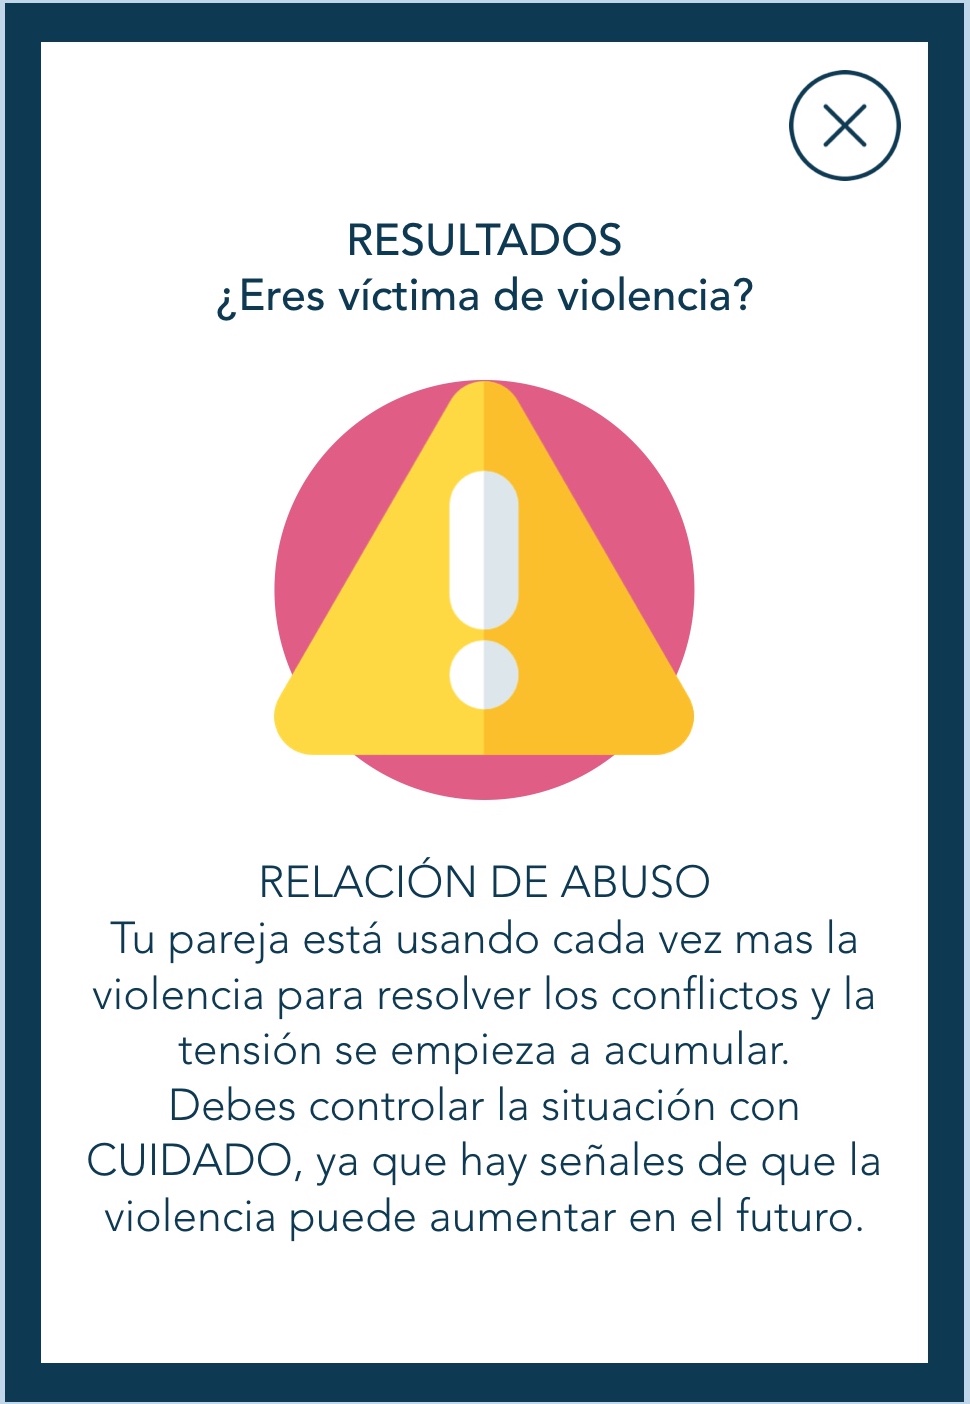 RESULTADOS
¿Eres víctima de violencia?
RELACIÓN DE ABUSO
Tu pareja está usando cada vez mas la
violencia para resolver los conflictos y la
tensión se empieza a acumular.
Debes controlar la situación con
CUIDADO, ya que hay señales de que la
violencia puede aumentar en el futuro.